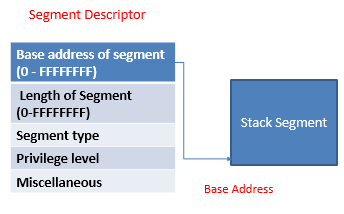 Segment Descriptor
Base address of segment
(0 - FFFFFFFF)
Length of Segment
(0-FFFFFFFF)
Segment type
Privilege level
Miscellaneous
Stack Segment
Base Address